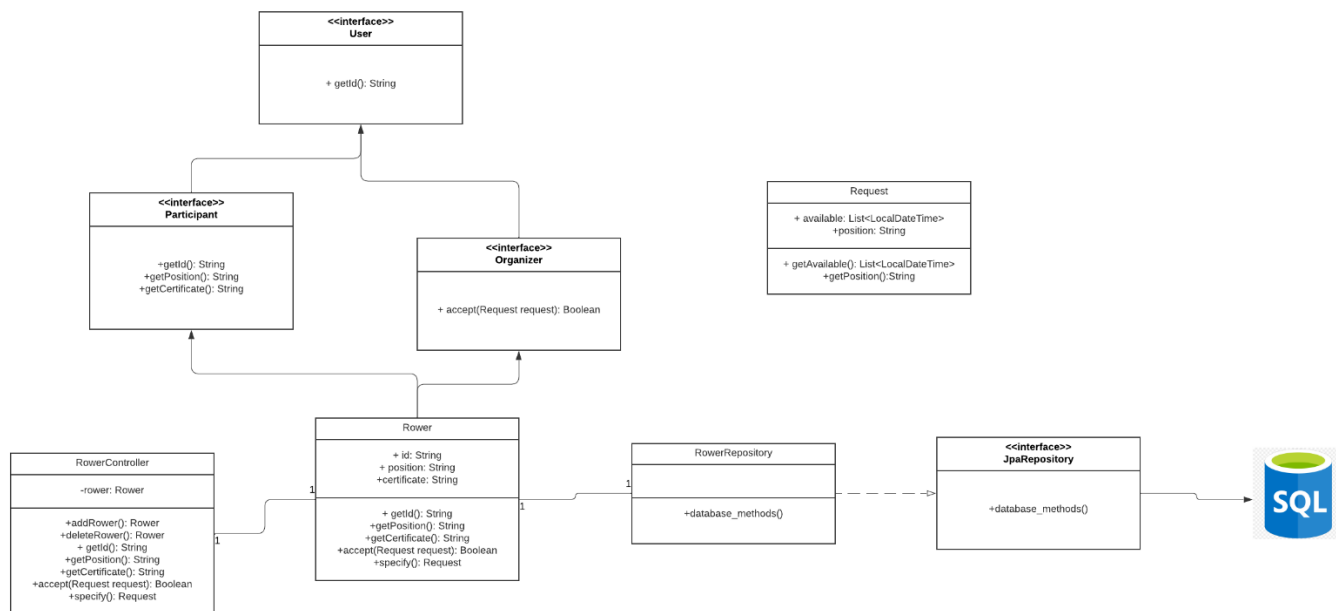 <<interface>>
User
+ getId(): String
<<interface>>
Participant
+getId(): String
+getPosition(): String
+getCertificate(): String
<<interface>>
Organizer
+ accept(Request request): Boolean
Request
+ available: List<LocalDateTime>
+position: String
+ getAvailable(): List<LocalDateTime>
+getPosition():String
Rower
+ id: String
+ position: String
+certificate: String
+ getId(): String
+getPosition(): String
+getCertificate(): String
+accept(Request request): Boolean
+specify(): Request
RowerController
-rower: Rower
+addRower(): Rower
+deleteRower(): Rower
+ getId(): String
+getPosition(): String
+getCertificate(): String
+accept(Request request): Boolean
+specify(): Request
1
1
1
1
RowerRepository
+database_methods()
<<interface>>
JpaRepository
+database_methods()
SQL